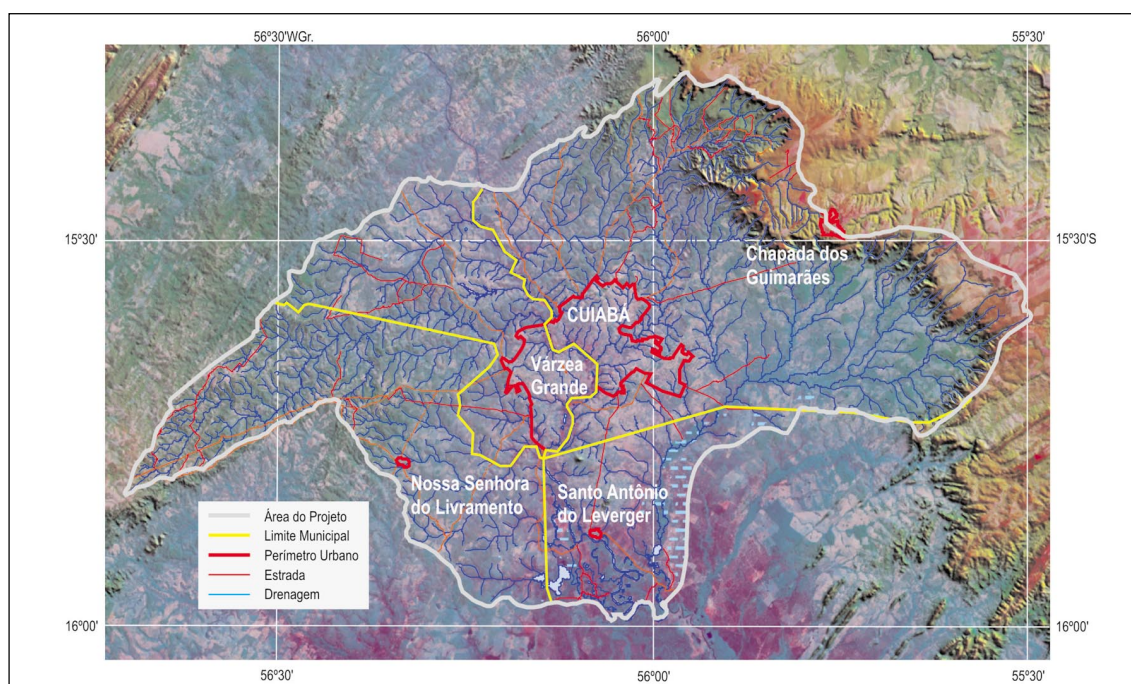 56°30'WGr.
56°00'
55°30'
15°30'
15°30'S
Chapada dos
Guimarães
CUIABÁ
Várzea
Grande
Nossa Senhora
do Livramento
Santo Antônio
do Leverger
Área do Projeto
Limite Municipal
Perímetro Urbano
Estrada
Drenagem
16°00'
16°00'
56°30'
56°00'
55°30'